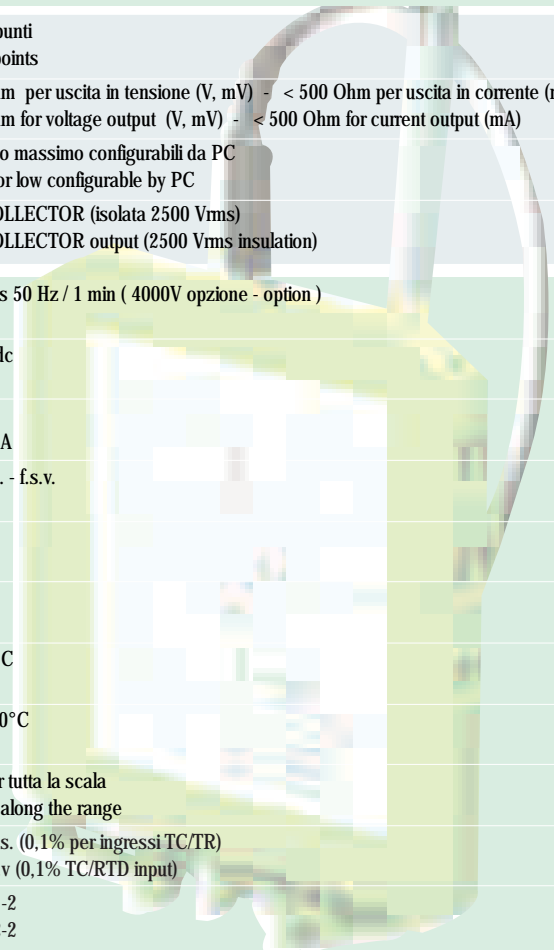 punti
points
m per uscita in tensione (V, mV) - < 500 Ohm per uscita in corrente (m
m for voltage output (V, mV) - < 500 Ohm for current output (mA)
o massimo configurabili da PC
or low configurable by PC
OLLECTOR (isolata 2500 Vrms)
OLLECTOR output (2500 Vrms insulation)
s 50 Hz / 1 min ( 4000V opzione - option )
dc
A
. - f.s.v.
C
0°C
r tutta la scala
along the range
.s. (0,1% per ingressi TC/TR)
.v (0,1% TC/RTD input)
-2
-2